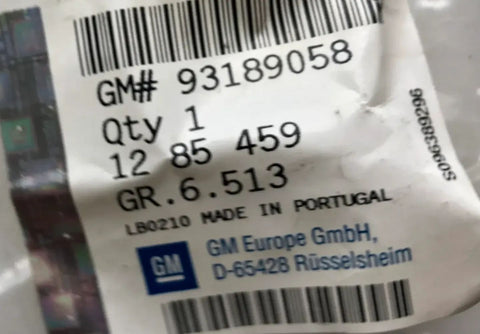 GM# 93189058
Qty 1
12 85 459
GR.6.513
LB0210 MADE IN PORTUGAL
GM
GM Europe GmbH,
D-65428 Rüsselsheim
S096389296